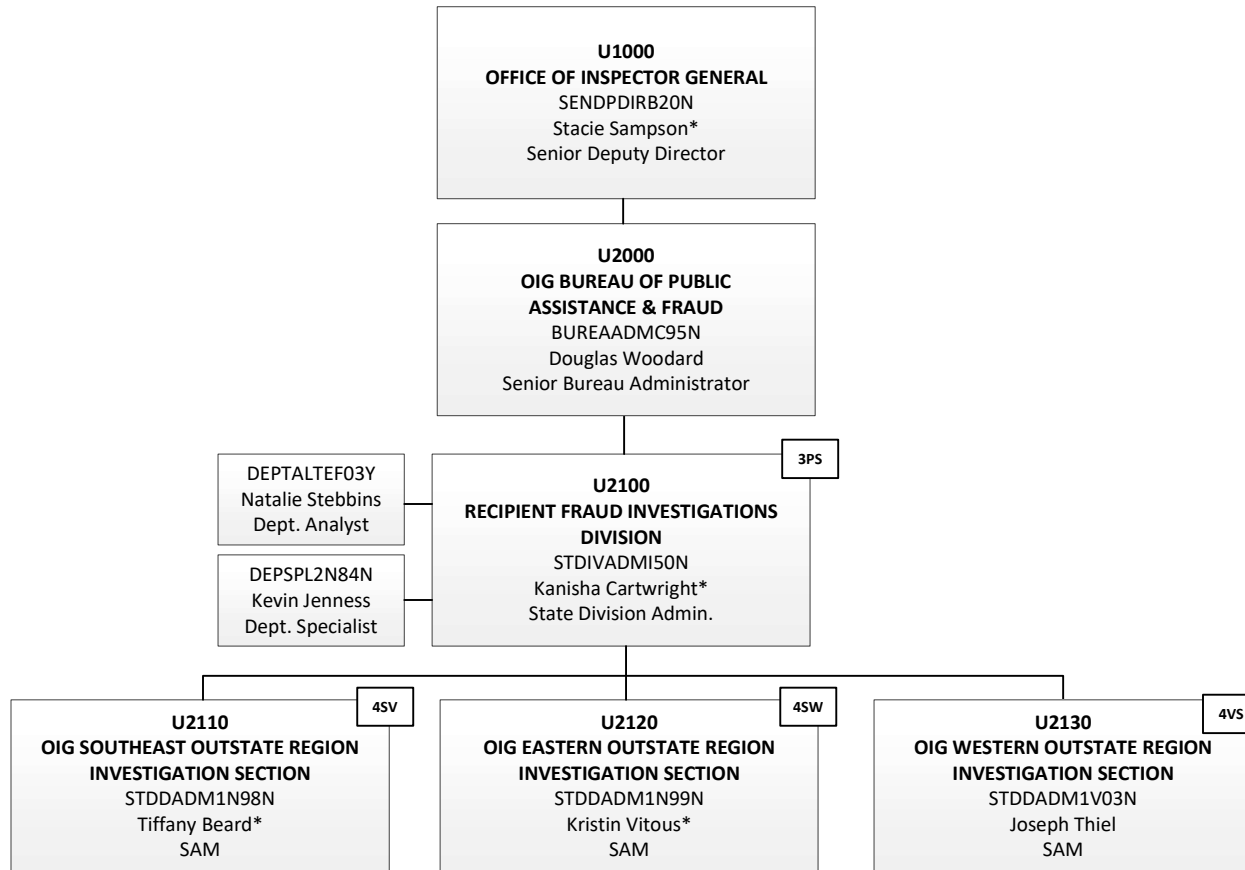 U1000
OFFICE OF INSPECTOR GENERAL
SENDPDIRB20N
Stacie Sampson*
Senior Deputy Director
U2000
OIG BUREAU OF PUBLIC
ASSISTANCE & FRAUD
BUREAADMC95N
Douglas Woodard
Senior Bureau Administrator
DEPTALTEF03Y
Natalie Stebbins
Dept. Analyst
DEPSPL2N84N
Kevin Jenness
Dept. Specialist
3PS
U2100
RECIPIENT FRAUD INVESTIGATIONS
DIVISION
STDIVADMI50N
Kanisha Cartwright*
State Division Admin.
4SV
U2110
OIG SOUTHEAST OUTSTATE REGION
INVESTIGATION SECTION
STDDADM1N98N
Tiffany Beard*
SAM
4SW
U2120
OIG EASTERN OUTSTATE REGION
INVESTIGATION SECTION
STDDADM1N99N
Kristin Vitous*
SAM
4VS
U2130
OIG WESTERN OUTSTATE REGION
INVESTIGATION SECTION
STDDADM1V03N
Joseph Thiel
SAM